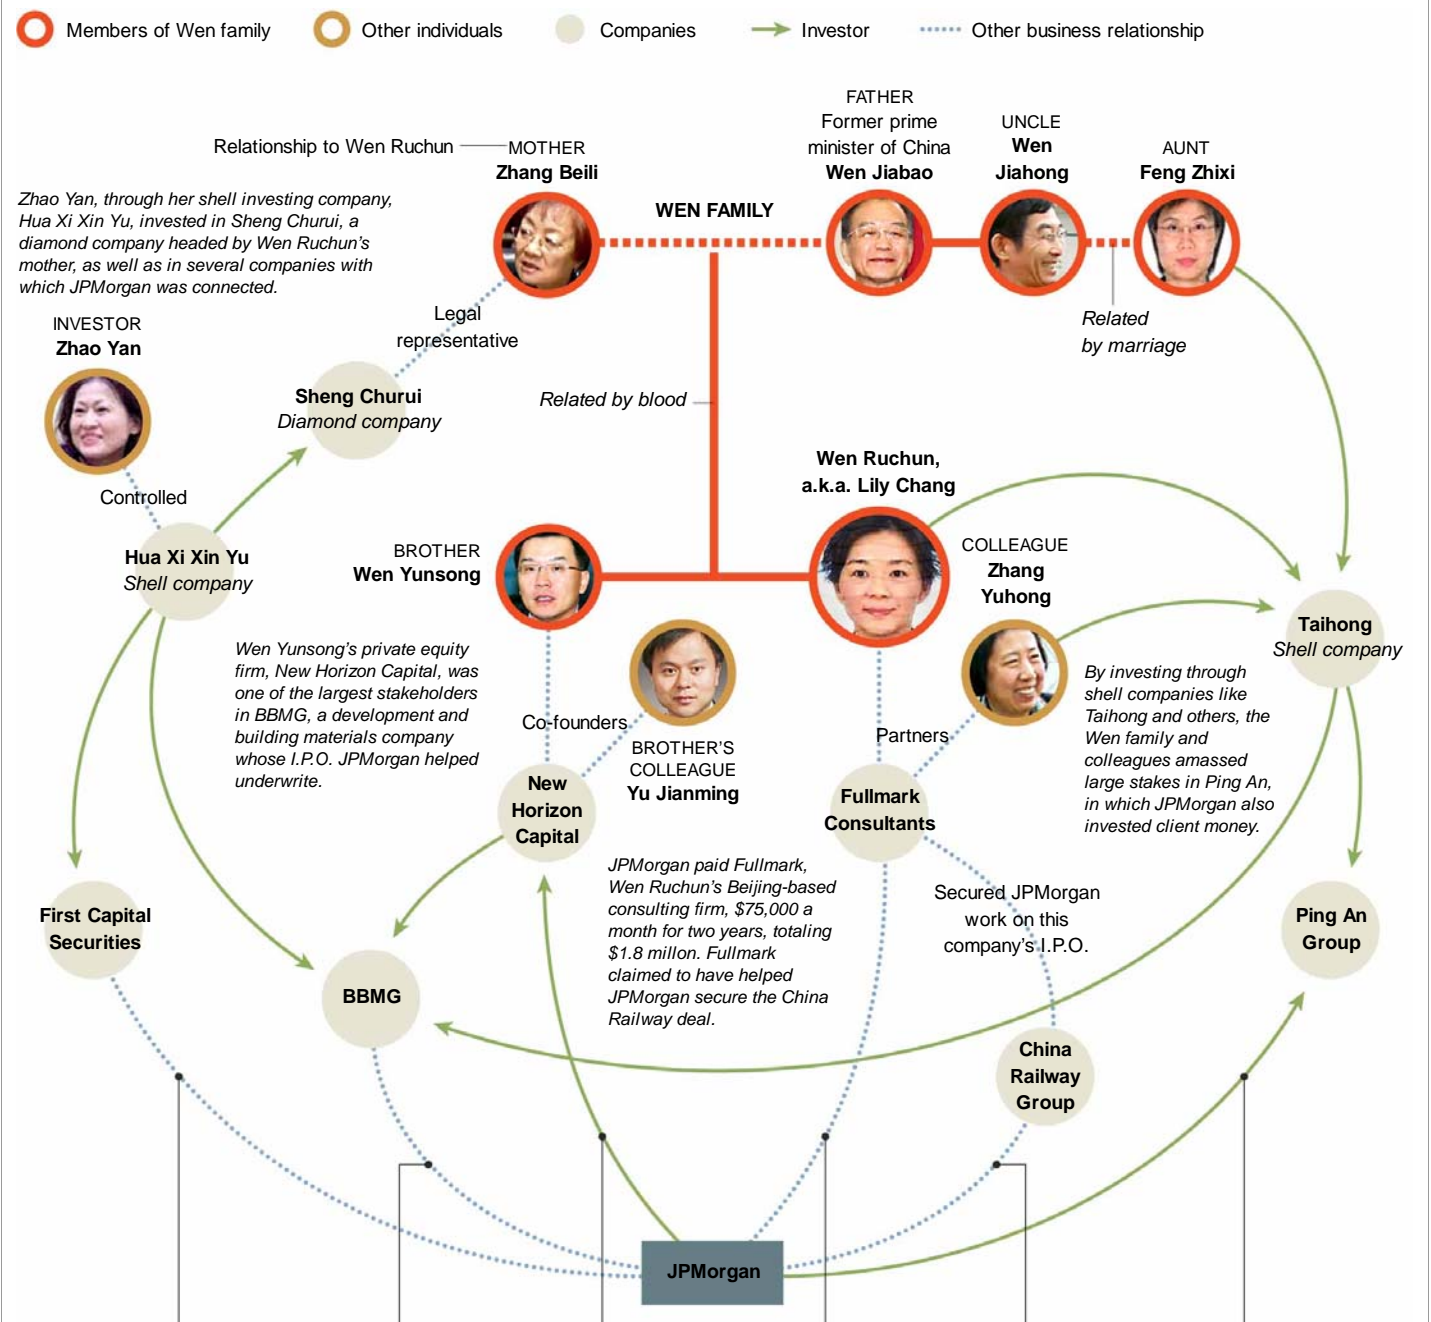 Members of Wen family
Other individuals
Companies
Investor
Other business relationship
Relationship to Wen Ruchun
MOTHER
Zhang Beili
FATHER
Former prime
minister of China
Wen Jiabao
UNCLE
Wen
Jiahong
AUNT
Feng Zhixi
WEN FAMILY
Zhao Yan, through her shell investing company,
Hua Xi Xin Yu, invested in Sheng Churui, a
diamond company headed by Wen Ruchun's
mother, as well as in several companies with
which JPMorgan was connected.
INVESTOR
Zhao Yan
Legal
representative
Related
by marriage
Sheng Churui
Diamond company
Related by blood
Controlled
Hua Xi Xin Yu
Shell company
Wen Ruchun,
a.k.a. Lily Chang
BROTHER
Wen Yunsong
COLLEAGUE
Zhang
Yuhong
Taihong
Shell company
Wen Yunsong's private equity
firm, New Horizon Capital, was
one of the largest stakeholders
in BBMG, a development and
building materials company
whose I.P.O. JPMorgan helped
underwrite.
Co-founders
BROTHER'S
COLLEAGUE
Yu Jianming
Partners
By investing through
shell companies like
Taihong and others, the
Wen family and
colleagues amassed
large stakes in Ping An,
in which JPMorgan also
invested client money.
New
Horizon
Capital
Fullmark
Consultants
JPMorgan paid Fullmark,
Wen Ruchun's Beijing-based
consulting firm, $75,000 a
month for two years, totaling
$1.8 millon. Fullmark
claimed to have helped
JPMorgan secure the China
Railway deal.
Secured JPMorgan
work on this
company's I.P.O.
First Capital
Securities
BBMG
Ping An
Group
China
Railway
Group
JPMorgan